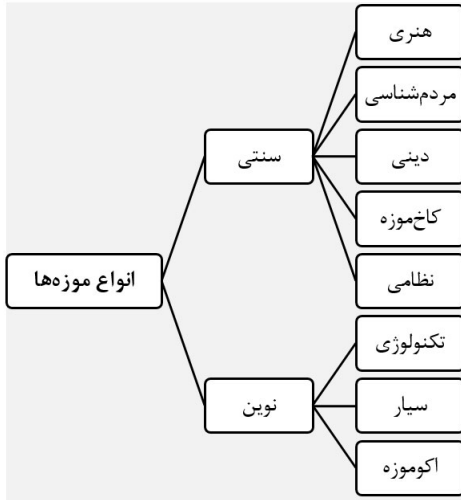 انواع موزه‌ها
سنتی
هنری
مردم‌شناسی
دینی
کاخ‌موزه
نظامی
نوین
تکنولوژی
سیار
اکوموزه